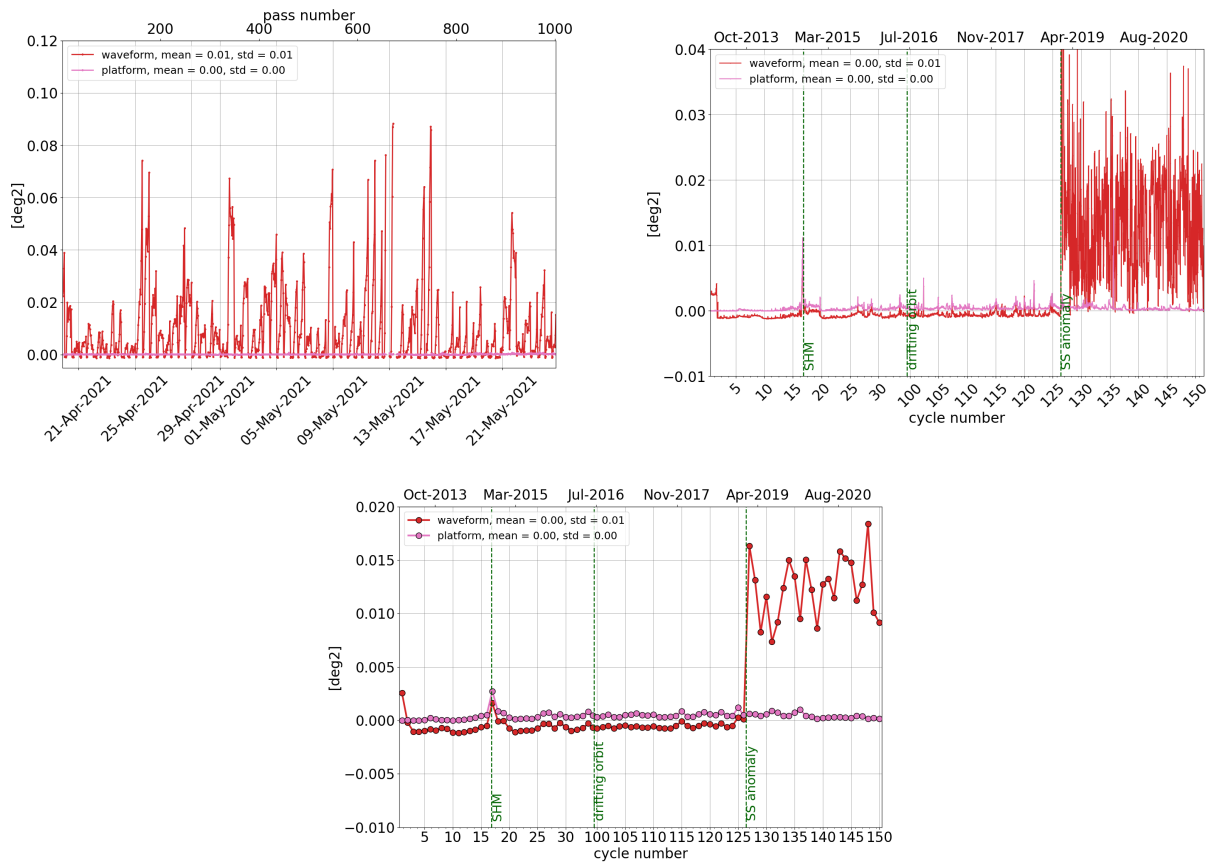 pass number
200 400 600 800 1000
0.12
0.10
0.08
0.06
0.04
0.02
0.00
[deg2]
waveform, mean = 0.01, std = 0.01
platform, mean = 0.00, std = 0.00
21-Apr-2021
25-Apr-2021
29-Apr-2021
01-May-2021
05-May-2021
09-May-2021
13-May-2021
17-May-2021
21-May-2021
Oct-2013 Mar-2015 Jul-2016 Nov-2017 Apr-2019 Aug-2020
0.04
0.03
0.02
0.01
0.00
−0.01
[deg2]
waveform, mean = 0.00, std = 0.01
platform, mean = 0.00, std = 0.00
SHM
drifting orbit
SS anomaly
5 10 15 20 25 30 100 105 110 115 120 125 130 135 140 145 150
cycle number
Oct-2013 Mar-2015 Jul-2016 Nov-2017 Apr-2019 Aug-2020
0.020
0.015
0.010
0.005
0.000
−0.005
−0.010
[deg2]
waveform, mean = 0.00, std = 0.01
platform, mean = 0.00, std = 0.00
SHM
drifting orbit
SS anomaly
5 10 15 20 25 30 100 105 110 115 120 125 130 135 140 145 150
cycle number